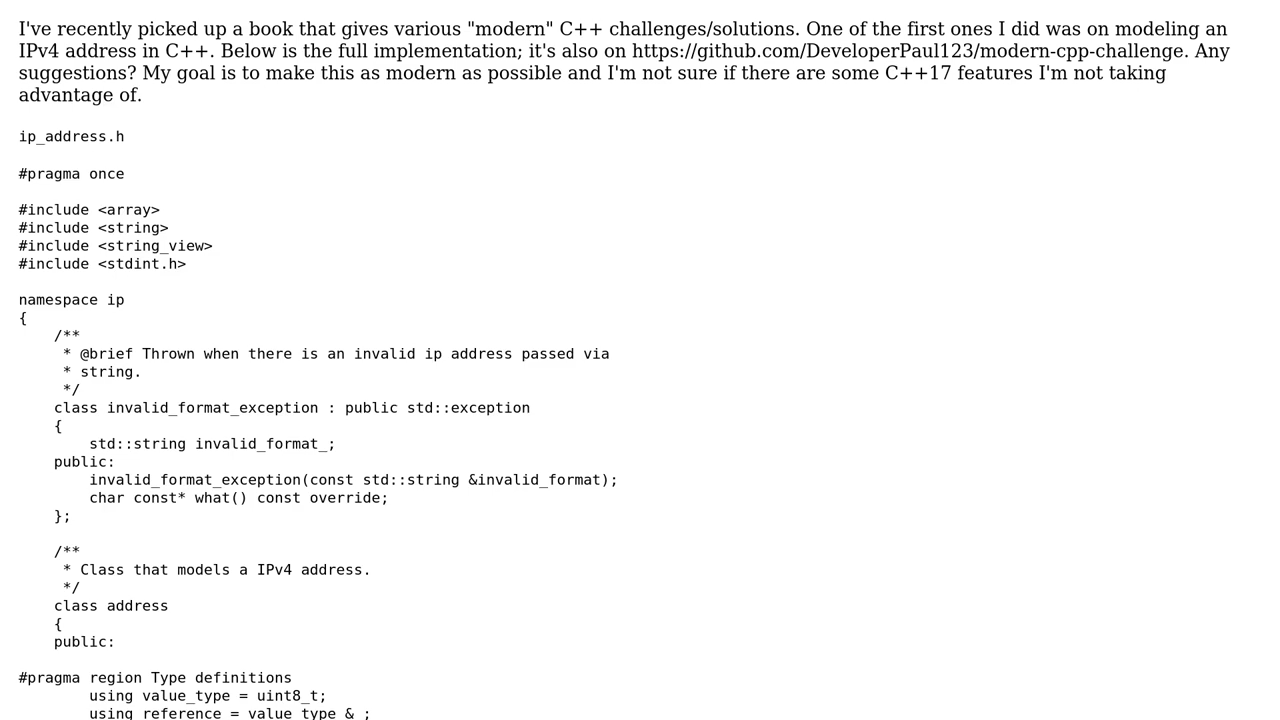 I've recently picked up a book that gives various "modern" C++ challenges/solutions. One of the first ones I did was on modeling an
IPv4 address in C++. Below is the full implementation; it's also on https://github.com/DeveloperPaul123/modern-cpp-challenge. Any
suggestions? My goal is to make this as modern as possible and I'm not sure if there are some C++17 features I'm not taking
advantage of.
ip_address.h
#pragma once
#include <array>
#include <string>
#include <string_view>
#include <stdint.h>
namespace ip
{
    /**
     * @brief Thrown when there is an invalid ip address passed via
     * string.
     */
    class invalid_format_exception : public std::exception
    {
        std::string invalid_format_;
    public:
        invalid_format_exception(const std::string &invalid_format);
        char const* what() const override;
    };
    /**
     * Class that models a IPv4 address.
     */
    class address
    {
    public:
#pragma region Type definitions
        using value_type = uint8_t;
        using reference = value_type & ;